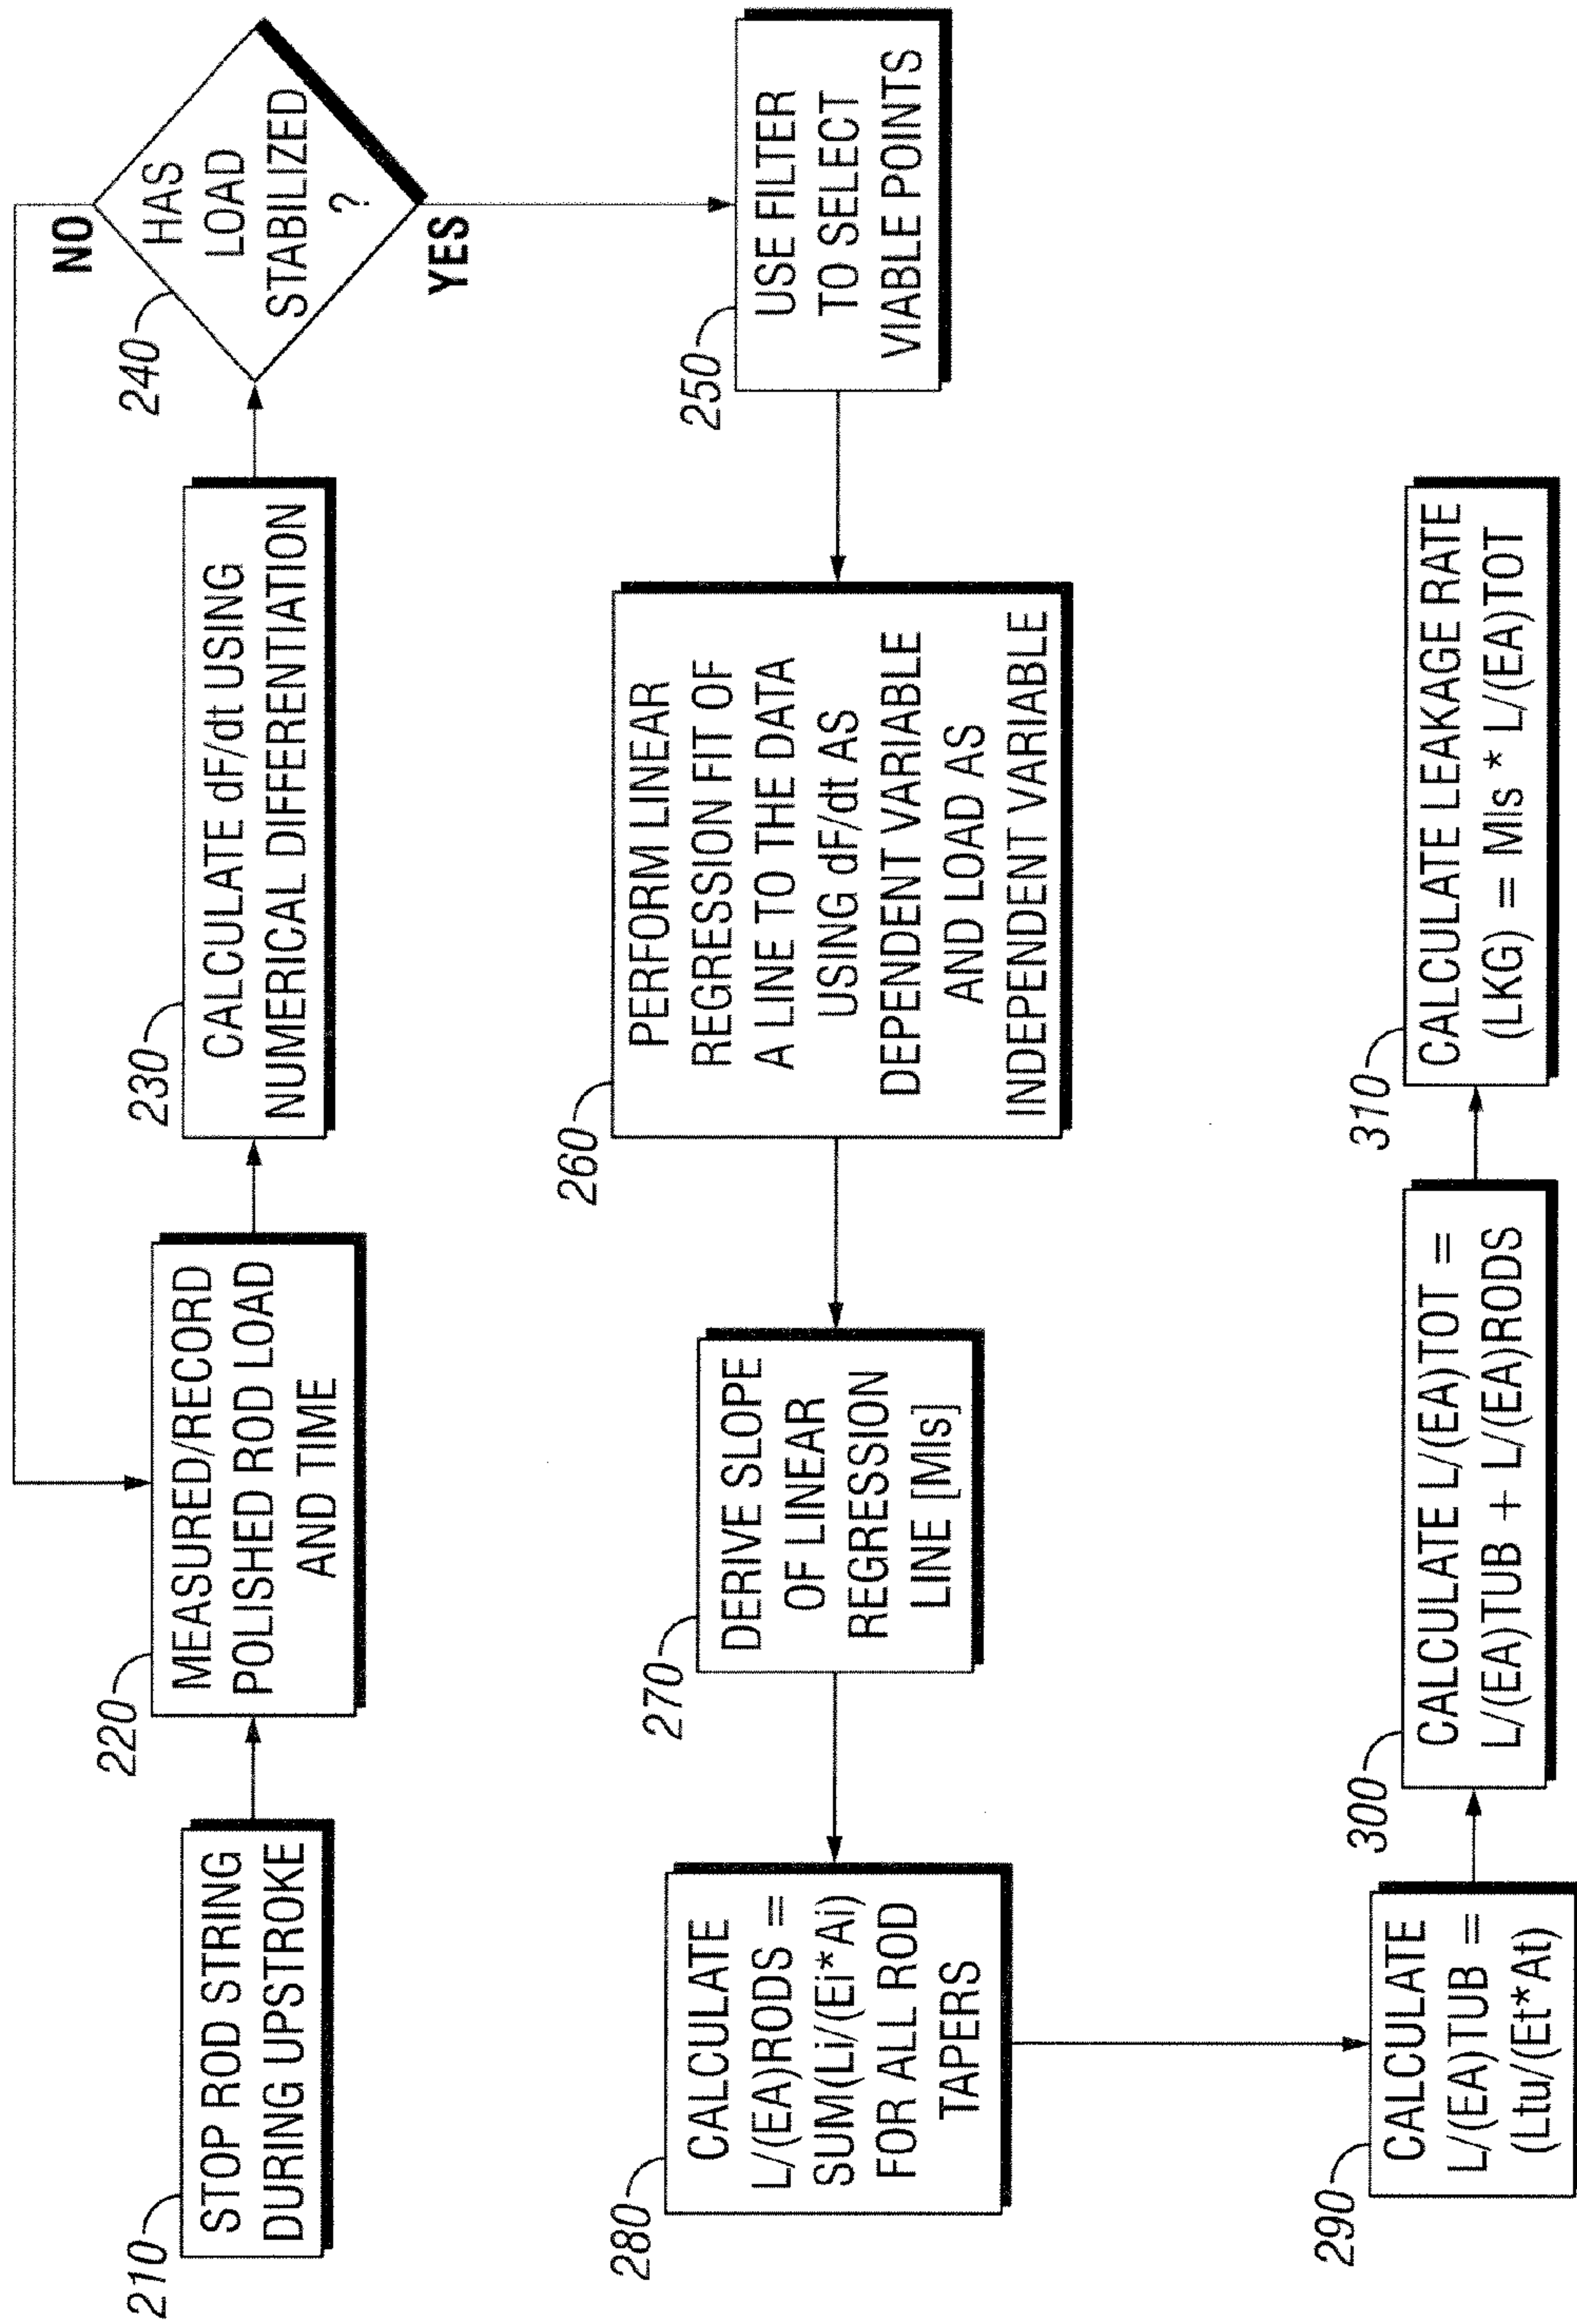 210
STOP ROD STRING
DURING UPSTROKE
220
MEASURED/RECORD
POLISHED ROD LOAD
AND TIME
230
CALCULATE dF/dt USING
NUMERICAL DIFFERENTIATION
240
HAS
LOAD
STABILIZED
?
NO
YES
250
USE FILTER
TO SELECT
VIABLE POINTS
260
PERFORM LINEAR
REGRESSION FIT OF
A LINE TO THE DATA
USING dF/dt AS
DEPENDENT VARIABLE
AND LOAD AS
INDEPENDENT VARIABLE
270
DERIVE SLOPE
OF LINEAR
REGRESSION
LINE [Mls]
280
CALCULATE
L/(EA)RODS =
SUM(Li/(Ei*Ai)
FOR ALL ROD
TAPERS
290
CALCULATE
L/(EA)TUB =
(Ltu/(Et*At)
300
CALCULATE L/(EA)TOT =
L/(EA)TUB + L/(EA)RODS
310
CALCULATE LEAKAGE RATE
(LKG) = Mls * L/(EA)TOT